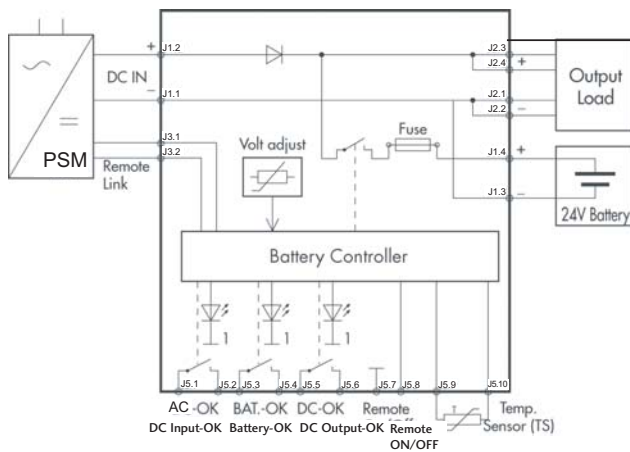 J1.2
J2.3
+
J2.4
+
DC IN
Output
Load
−
J1.1
J2.1
−
J2.2
J3.1
PSM
J3.2
Remote
Link
Volt adjust
Fuse
J1.4
+
J1.3
−
24V Battery
Battery Controller
1
1
1
J5.1
J5.2
J5.3
J5.4
J5.5
J5.6
J5.7
J5.8
J5.9
J5.10
AC-OK
BAT.-OK
DC-OK
Remote
Temp.
Sensor (TS)
DC Input-OK
Battery-OK
DC Output-OK
Remote
ON/OFF